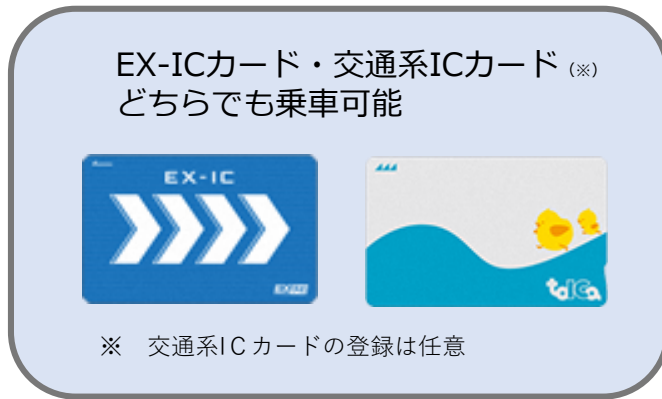 EX-ICカード・交通系ICカード（※）
どちらでも乗車可能
EX-IC
toICa
※　交通系ICカードの登録は任意